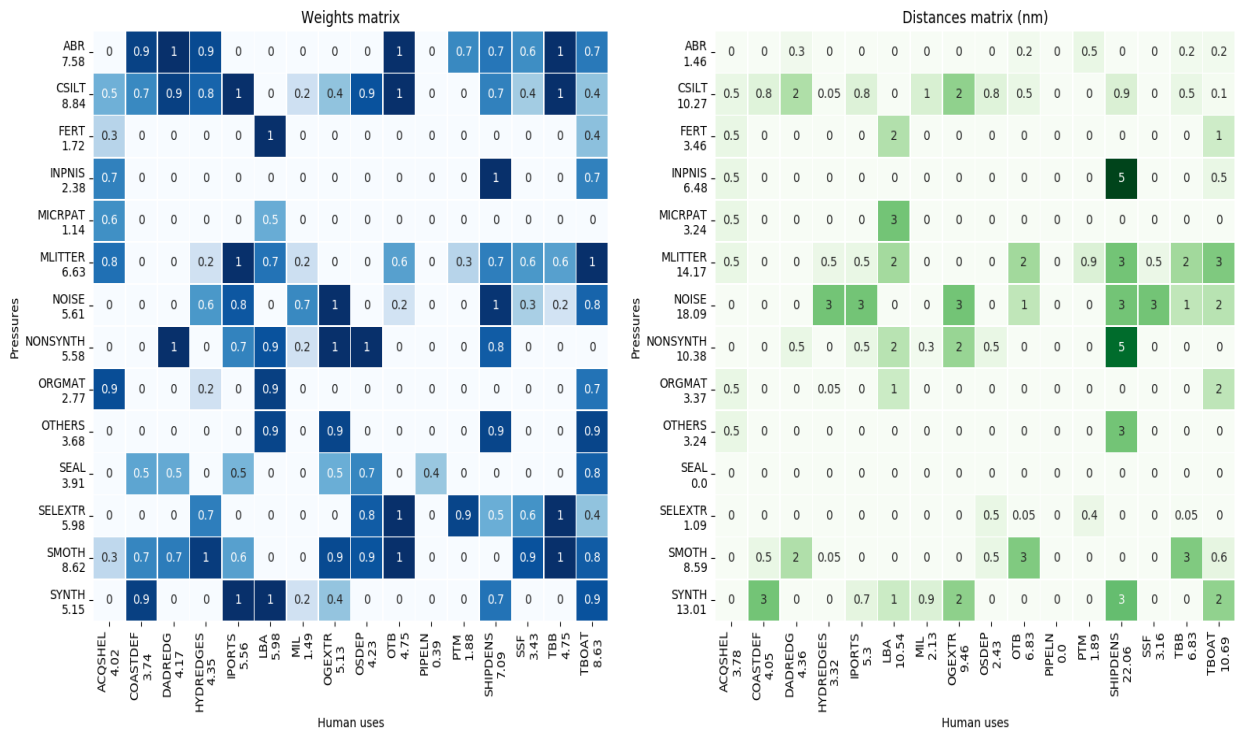 Weights matrix
Pressures
ABR
7.58
0 0.9 1 0.9 0 0 0 0 0 1 0 0.7 0.7 0.6 1 0.7
CSILT
8.84
0.5 0.7 0.9 0.8 1 0 0.2 0.4 0.9 1 0 0 0.7 0.4 1 0.4
FERT
1.72
0.3 0 0 0 0 1 0 0 0 0 0 0 0 0 0 0.4
INPNIS
2.38
0.7 0 0 0 0 0 0 0 0 0 0 0 1 0 0 0.7
MICRPAT
1.14
0.6 0 0 0 0 0.5 0 0 0 0 0 0 0 0 0 0
MLITTER
6.63
0.8 0 0 0.2 1 0.7 0.2 0 0 0.6 0 0.3 0.7 0.6 0.6 1
NOISE
5.61
0 0 0 0.6 0.8 0 0.7 1 0 0.2 0 0 1 0.3 0.2 0.8
NONSYNTH
5.58
0 0 1 0 0.7 0.9 0.2 1 1 0 0 0 0.8 0 0 0
ORGMAT
2.77
0.9 0 0 0.2 0 0.9 0 0 0 0 0 0 0 0 0 0.7
OTHERS
3.68
0 0 0 0 0 0.9 0 0.9 0 0 0 0 0.9 0 0 0.9
SEAL
3.91
0 0.5 0.5 0 0.5 0 0 0.5 0.7 0 0.4 0 0 0 0 0.8
SELEXTR
5.98
0 0 0 0.7 0 0 0 0 0.8 1 0 0.9 0.5 0.6 1 0.4
SMOTH
8.62
0.3 0.7 0.7 1 0.6 0 0 0.9 0.9 1 0 0 0 0.9 1 0.8
SYNTH
5.15
0 0.9 0 0 1 1 0.2 0.4 0 0 0 0 0.7 0 0 0.9
ACQSHEL
4.02
COASTDEF
3.74
DADREDG
4.17
HYDREDGES
4.35
IPORTS
5.56
LBA
5.98
MIL
1.49
OGEXTR
5.13
OSDEP
4.23
OTB
4.75
PIPELN
0.39
PTM
1.88
SHIPDENS
7.09
SSF
3.43
TBB
4.75
TBOAT
8.63
Human uses
Distances matrix (nm)
Pressures
ABR
1.46
0 0 0.3 0 0 0 0 0 0 0.2 0 0.5 0 0 0.2 0.2
CSILT
10.27
0.5 0.8 2 0.05 0.8 0 1 2 0.8 0.5 0 0 0.9 0 0.5 0.1
FERT
3.46
0.5 0 0 0 0 2 0 0 0 0 0 0 0 0 0 1
INPNIS
6.48
0.5 0 0 0 0 0 0 0 0 0 0 0 5 0 0 0.5
MICRPAT
3.24
0.5 0 0 0 0 3 0 0 0 0 0 0 0 0 0 0
MLITTER
14.17
0.5 0 0 0.5 0.5 2 0 0 0 2 0 0.9 3 0.5 2 3
NOISE
18.09
0 0 0 3 3 0 0 3 0 1 0 0 3 3 1 2
NONSYNTH
10.38
0 0 0.5 0 0.5 2 0.3 2 0.5 0 0 0 5 0 0 0
ORGMAT
3.37
0.5 0 0 0.05 0 1 0 0 0 0 0 0 0 0 0 2
OTHERS
3.24
0.5 0 0 0 0 0 0 0 0 0 0 0 3 0 0 0
SEAL
0.0
0 0 0 0 0 0 0 0 0 0 0 0 0 0 0 0
SELEXTR
1.09
0 0 0 0 0 0 0 0 0.5 0.05 0 0.4 0 0 0.05 0
SMOTH
8.59
0 0.5 2 0.05 0 0 0 0 0.5 3 0 0 0 0 3 0.6
SYNTH
13.01
0 3 0 0 0.7 1 0.9 2 0 0 0 0 3 0 0 2
ACQSHEL
3.78
COASTDEF
4.05
DADREDG
4.36
HYDREDGES
3.32
IPORTS
5.3
LBA
10.54
MIL
2.13
OGEXTR
9.46
OSDEP
2.43
OTB
6.83
PIPELN
0.0
PTM
1.89
SHIPDENS
22.06
SSF
3.16
TBB
6.83
TBOAT
10.69
Human uses